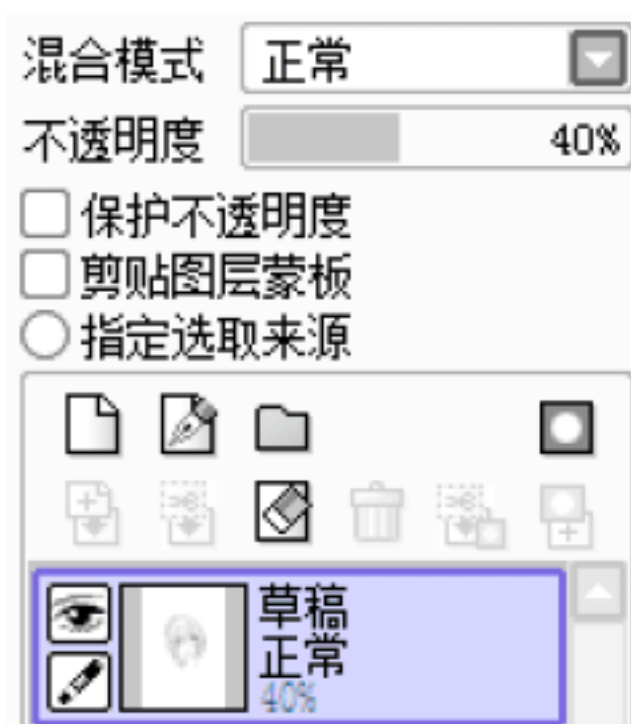 混合模式 正常
不透明度 40%
保护不透明度
剪贴图层蒙板
指定选取来源
草稿
正常
40%